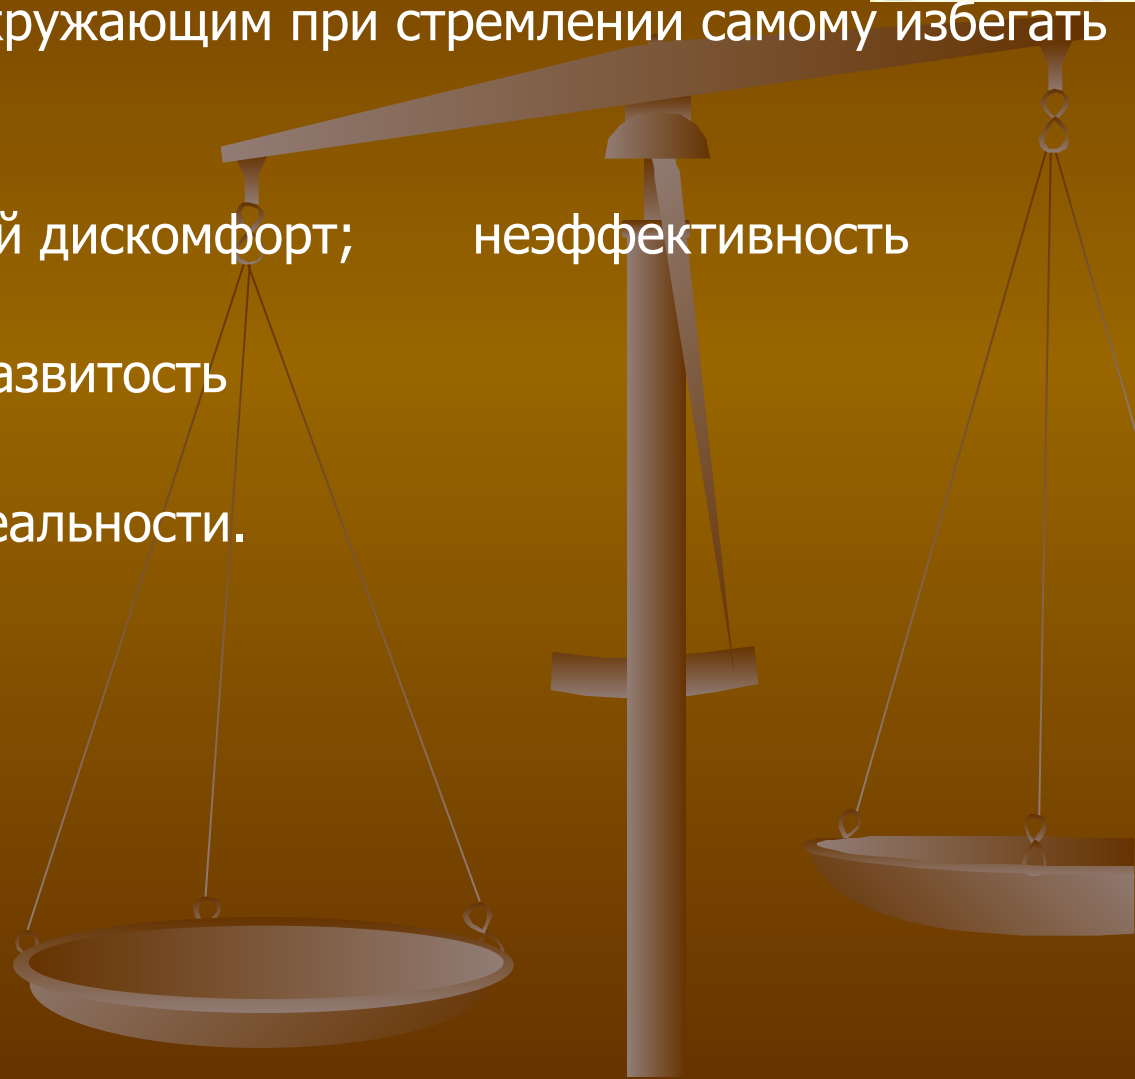 кружающим при стремлении самому избегать
й дискомфорт; неэффективность
азвитость
еальности.